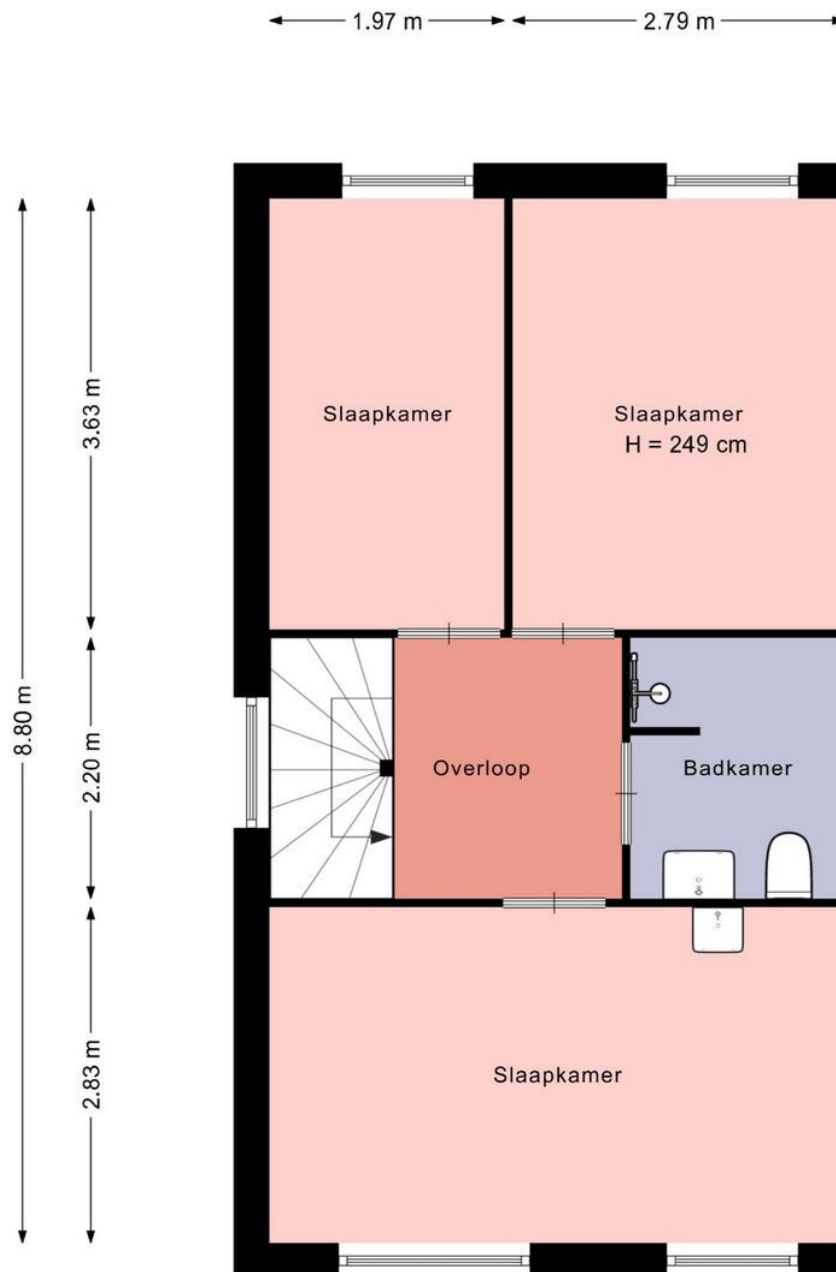 1.97 m
2.79 m
3.63 m
Slaapkamer
Slaapkamer
H = 249 cm
8.80 m
2.20 m
Overloop
Badkamer
2.83 m
Slaapkamer